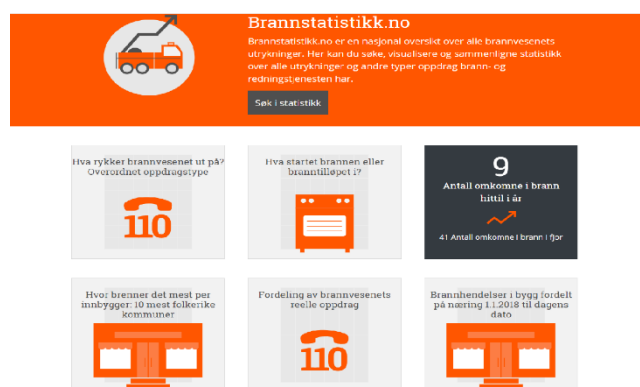 Brannstatistikk.no
Brannstatistikk.no er en nasjonal oversikt over alle brannvesenets
utrykninger. Her kan du søke, visualisere og sammenligne statistikk
over alle utrykninger og andre typer oppdrag brann- og
redningstjenesten har.
Søk i statistikk
Hva rykker brannvesenet ut på?
Overordnet oppdragstype
110
Hva startet brannen eller
branntilløpet i?
9
Antall omkomne i brann
hittil i år
41 Antall omkomne i brann i fjor
Hvor brenner det mest per
innbygger: 10 mest folkerike
kommuner
Fordeling av brannvesenets
reelle oppdrag
110
Brannhendelser i bygg fordelt
på næring 1.1.2018 til dagens
dato